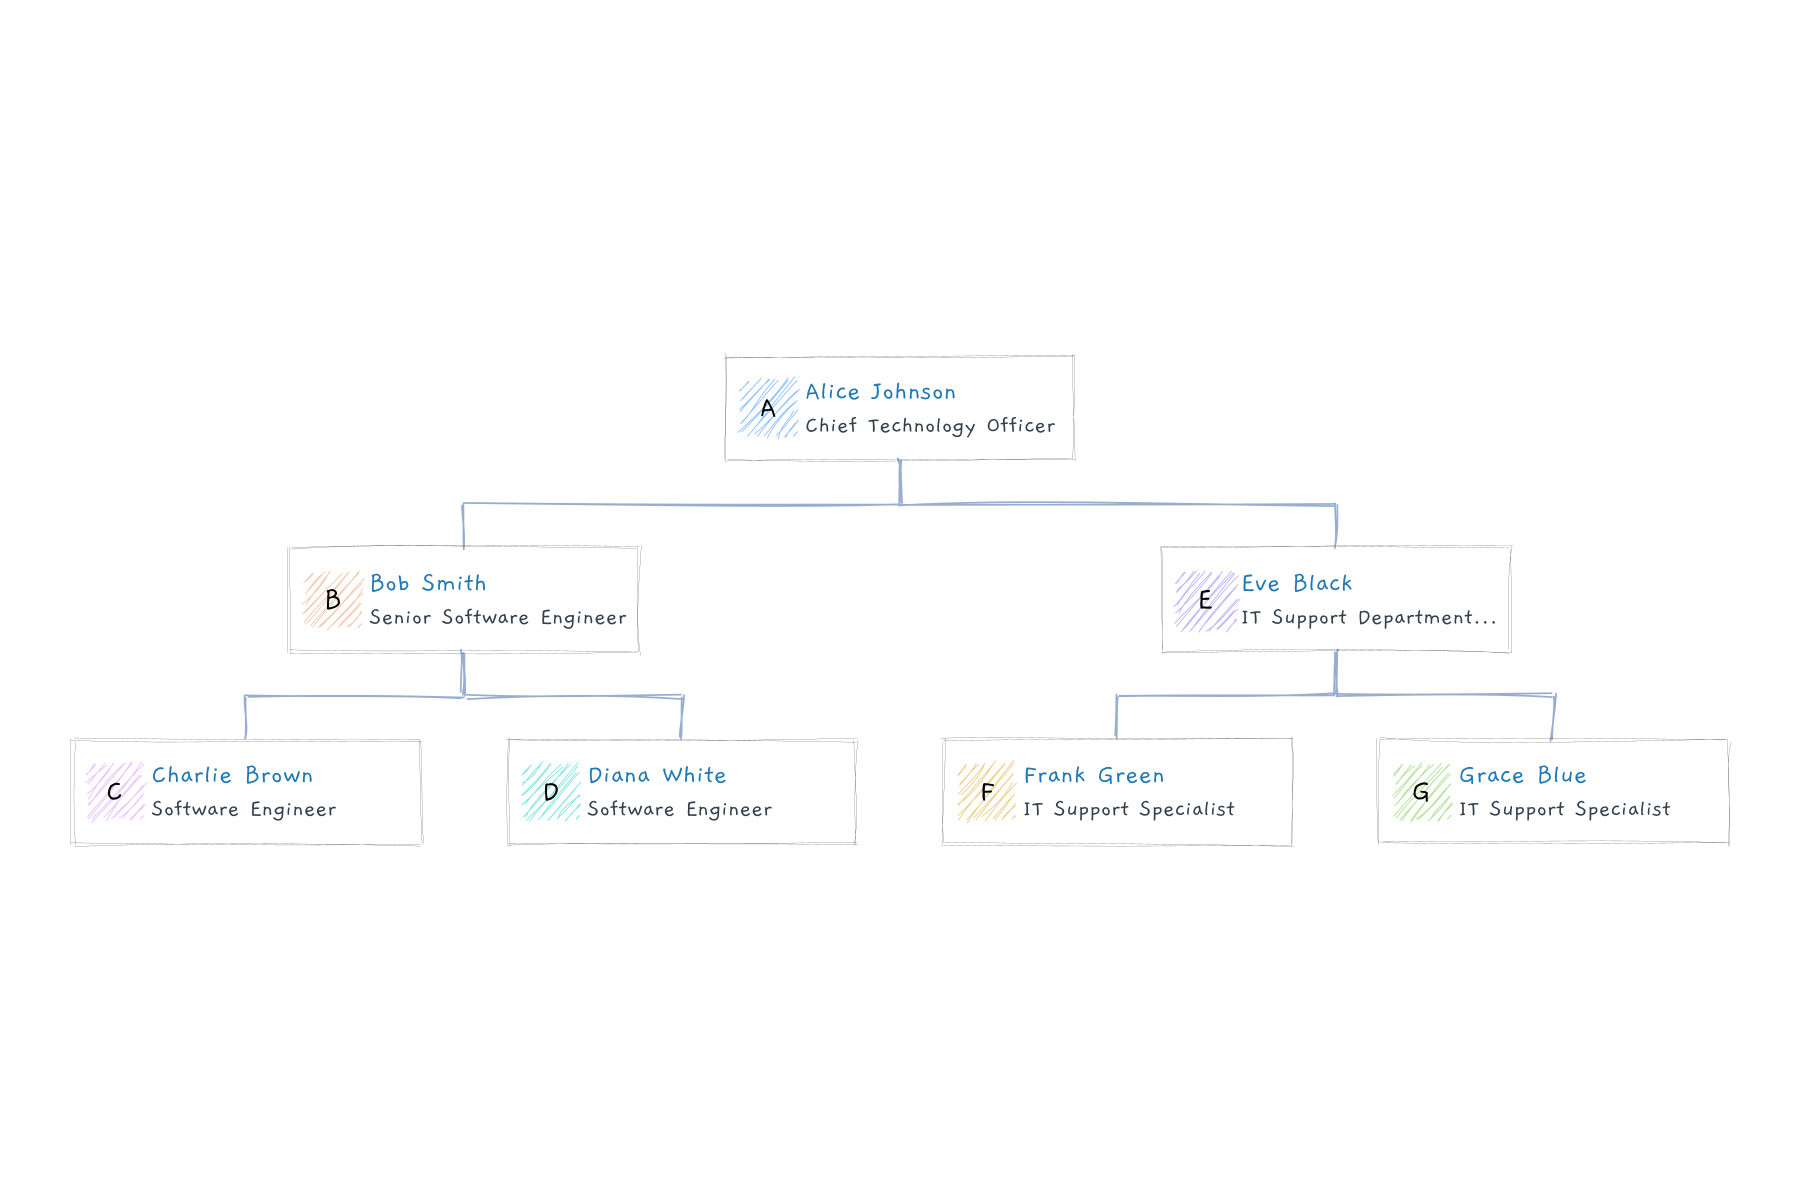 A
Alice Johnson
Chief Technology Officer
B
Bob Smith
Senior Software Engineer
E
Eve Black
IT Support Department...
C
Charlie Brown
Software Engineer
D
Diana White
Software Engineer
F
Frank Green
IT Support Specialist
G
Grace Blue
IT Support Specialist